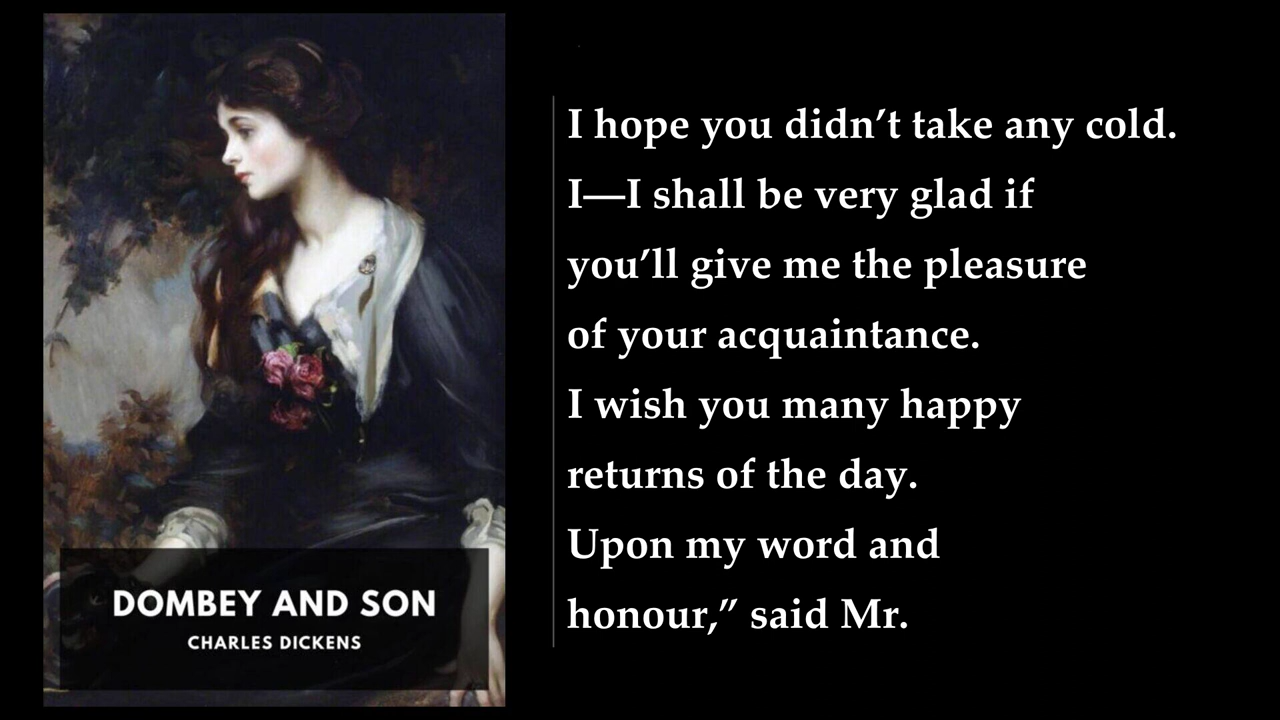 DOMBEY AND SON
CHARLES DICKENS
I hope you didn’t take any cold.
I—I shall be very glad if
you’ll give me the pleasure
of your acquaintance.
I wish you many happy
returns of the day.
Upon my word and
honour,” said Mr.